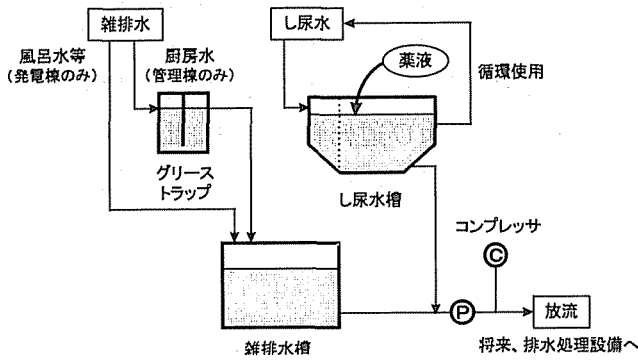 雑排水
し尿水
風呂水等
(発電棟のみ)
厨房水
(管理棟のみ)
薬液
循環使用
グリース
トラップ
し尿水槽
コンプレッサ
C
P
放流
雑排水槽
将来、排水処理設備へ